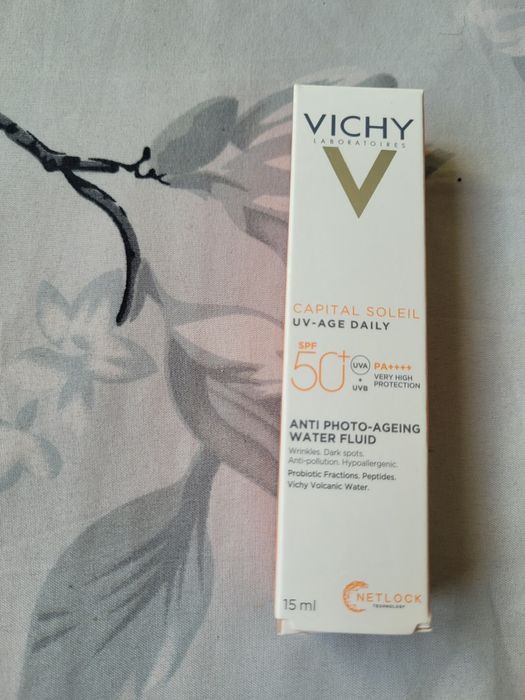 VICHY
LABORATOIRES
V
CAPITAL SOLEIL
UV-AGE DAILY
SPF
50+
UVA
+
UVB
PA++++
VERY HIGH
PROTECTION
ANTI PHOTO-AGEING
WATER FLUID
Wrinkles. Dark spots.
Anti-pollution. Hypoallergenic.
Probiotic Fractions. Peptides.
Vichy Volcanic Water.
15 ml
NETLOCK
TECHNOLOGY